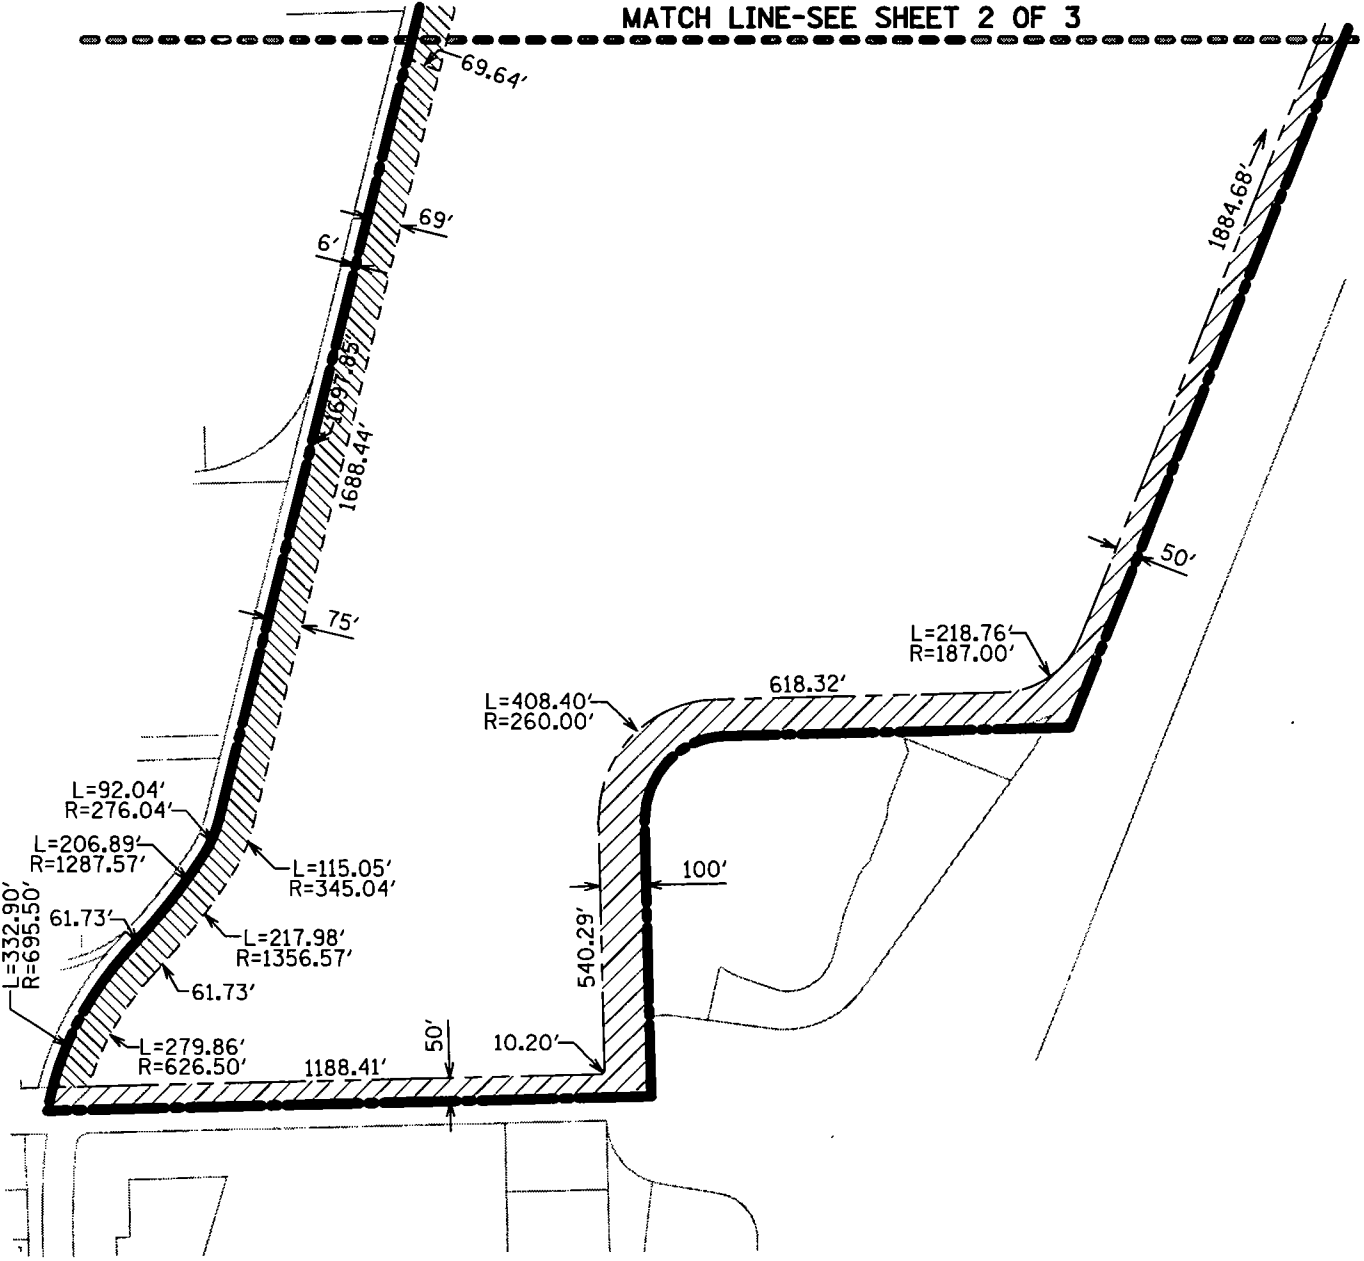 MATCH LINE-SEE SHEET 2 OF 3
69.64'
69'
6'
1884.68'
1697.85'
1688.44'
50'
75'
L=218.76'
R=187.00'
618.32'
L=408.40'
R=260.00'
L=92.04'
R=276.04'
L=206.89'
R=1287.57'
L=115.05'
R=345.04'
100'
L=332.90'
R=695.50'
61.73'
L=217.98'
R=1356.57'
540.29'
61.73'
L=279.86'
R=626.50'
1188.41'
50'
10.20'